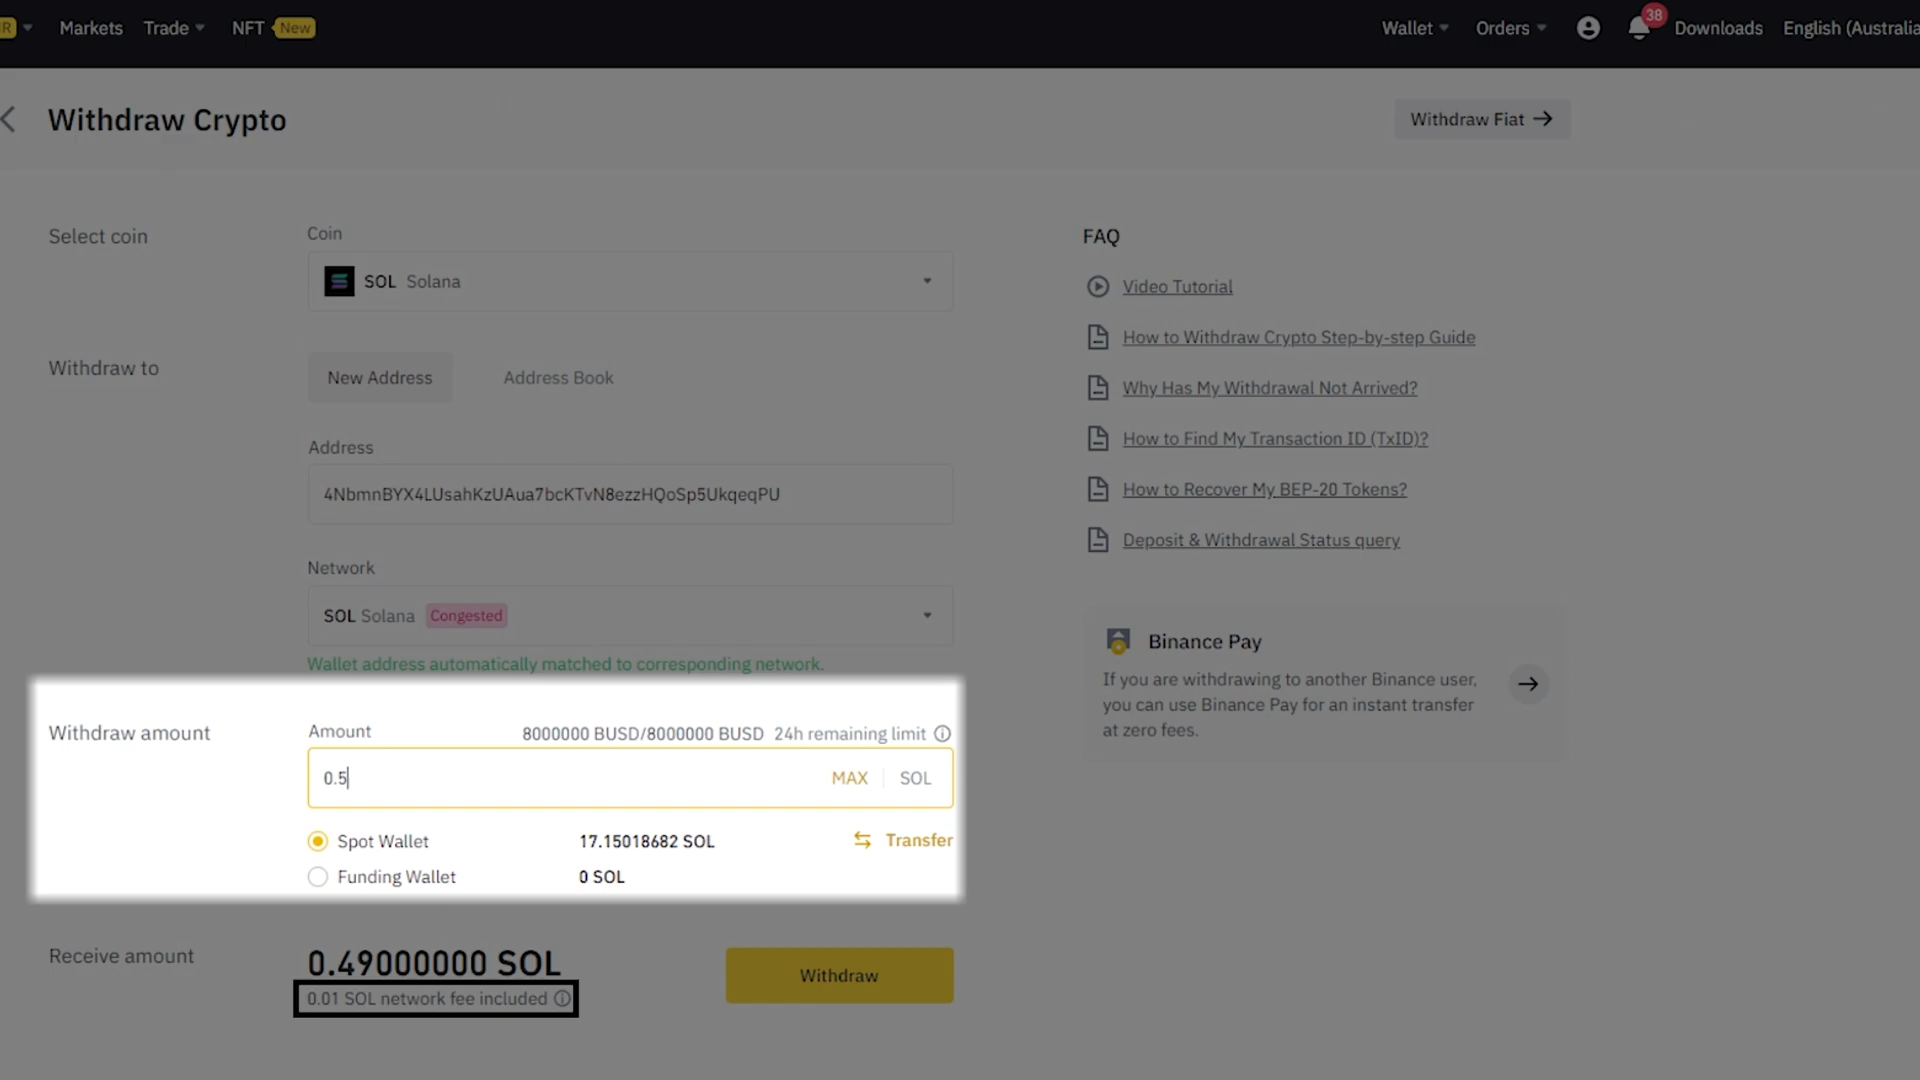 R
Markets
Trade
NFT
New
Wallet
Orders
38
Downloads
English (Australia
Withdraw Crypto
Withdraw Fiat
Select coin
Coin
SOL Solana
Withdraw to
New Address
Address Book
Address
4NbmnBYX4LUsahKzUAua7bcKTvN8ezzHQoSp5UkqeqPU
Network
SOL Solana Congested
Wallet address automatically matched to corresponding network.
Withdraw amount
Amount
8000000 BUSD/8000000 BUSD 24h remaining limit
0.5
MAX
SOL
Spot Wallet
17.15018682 SOL
Transfer
Funding Wallet
0 SOL
Receive amount
0.49000000 SOL
0.01 SOL network fee included
Withdraw
FAQ
Video Tutorial
How to Withdraw Crypto Step-by-step Guide
Why Has My Withdrawal Not Arrived?
How to Find My Transaction ID (TxID)?
How to Recover My BEP-20 Tokens?
Deposit & Withdrawal Status query
Binance Pay
If you are withdrawing to another Binance user,
you can use Binance Pay for an instant transfer
at zero fees.